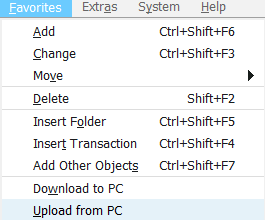 Favorites Extras System Help
Add Ctrl+Shift+F6
Change Ctrl+Shift+F3
Move
Delete Shift+F2
Insert Folder Ctrl+Shift+F5
Insert Transaction Ctrl+Shift+F4
Add Other Objects Ctrl+Shift+F7
Download to PC
Upload from PC